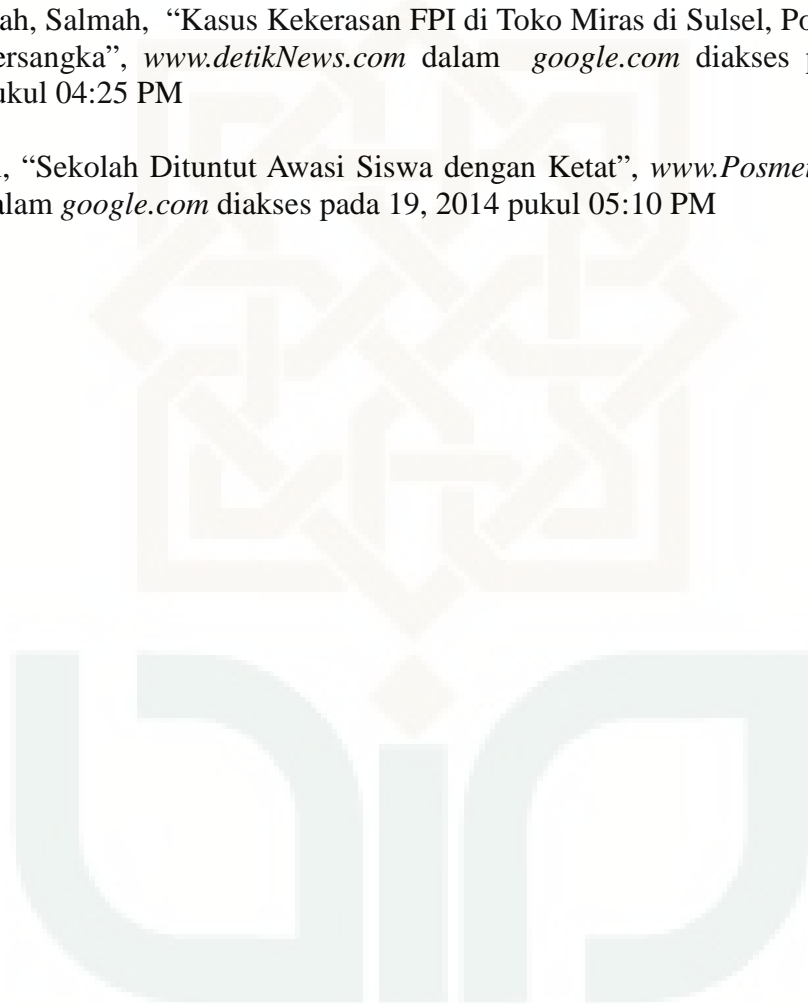 ah, Salmah, “Kasus Kekerasan FPI di Toko Miras di Sulsel, Po
ersangka”, www.detikNews.com dalam google.com diakses p
ukul 04:25 PM
, “Sekolah Dituntut Awasi Siswa dengan Ketat”, www.Posme
alam google.com diakses pada 19, 2014 pukul 05:10 PM